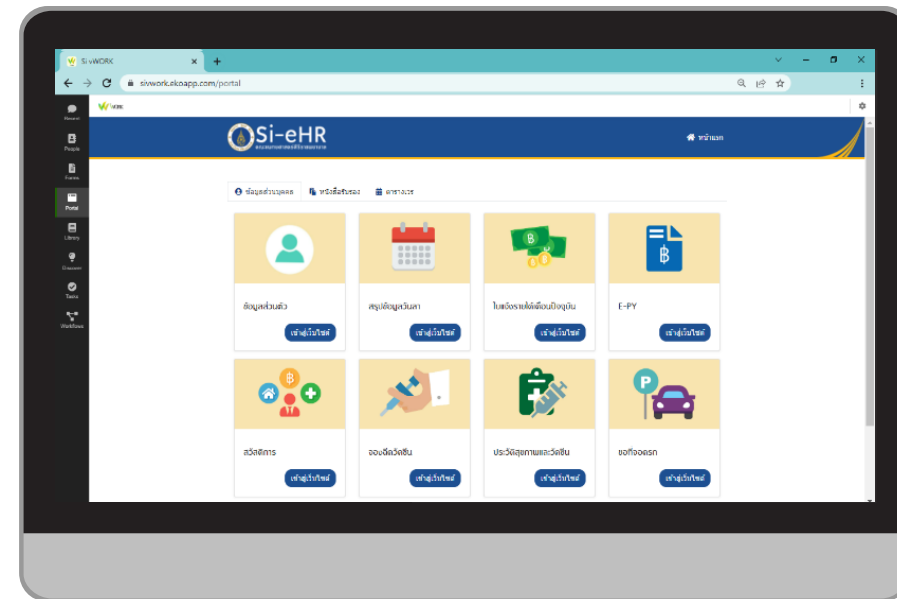 Si vWORK
sivwork.ekoapp.com/portal
WORK
Recent
People
Forms
Portal
Library
Discover
Tasks
Workflows
Si-eHR
หน้าแรก
ข้อมูลส่วนบุคคล
หนังสือรับรอง
ตารางเวร
ข้อมูลส่วนตัว
สรุปข้อมูลวันลา
ใบแจ้งรายได้เดือนปัจจุบัน
E-PY
เข้าสู่เว็บไซต์
เข้าสู่เว็บไซต์
เข้าสู่เว็บไซต์
เข้าสู่เว็บไซต์
P
สวัสดิการ
จองฉีดวัคซีน
ประวัติสุขภาพและวัคซีน
ขอที่จอดรถ
เข้าสู่เว็บไซต์
เข้าสู่เว็บไซต์
เข้าสู่เว็บไซต์
เข้าสู่เว็บไซต์